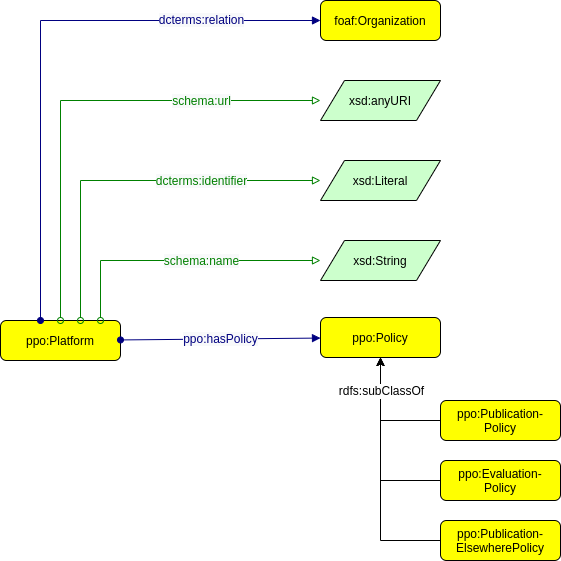 dcterms:relation
foaf:Organization
schema:url
xsd:anyURI
dcterms:identifier
xsd:Literal
schema:name
xsd:String
ppo:Platform
ppo:hasPolicy
ppo:Policy
rdfs:subClassOf
ppo:Publication-
Policy
ppo:Evaluation-
Policy
ppo:Publication-
ElsewherePolicy